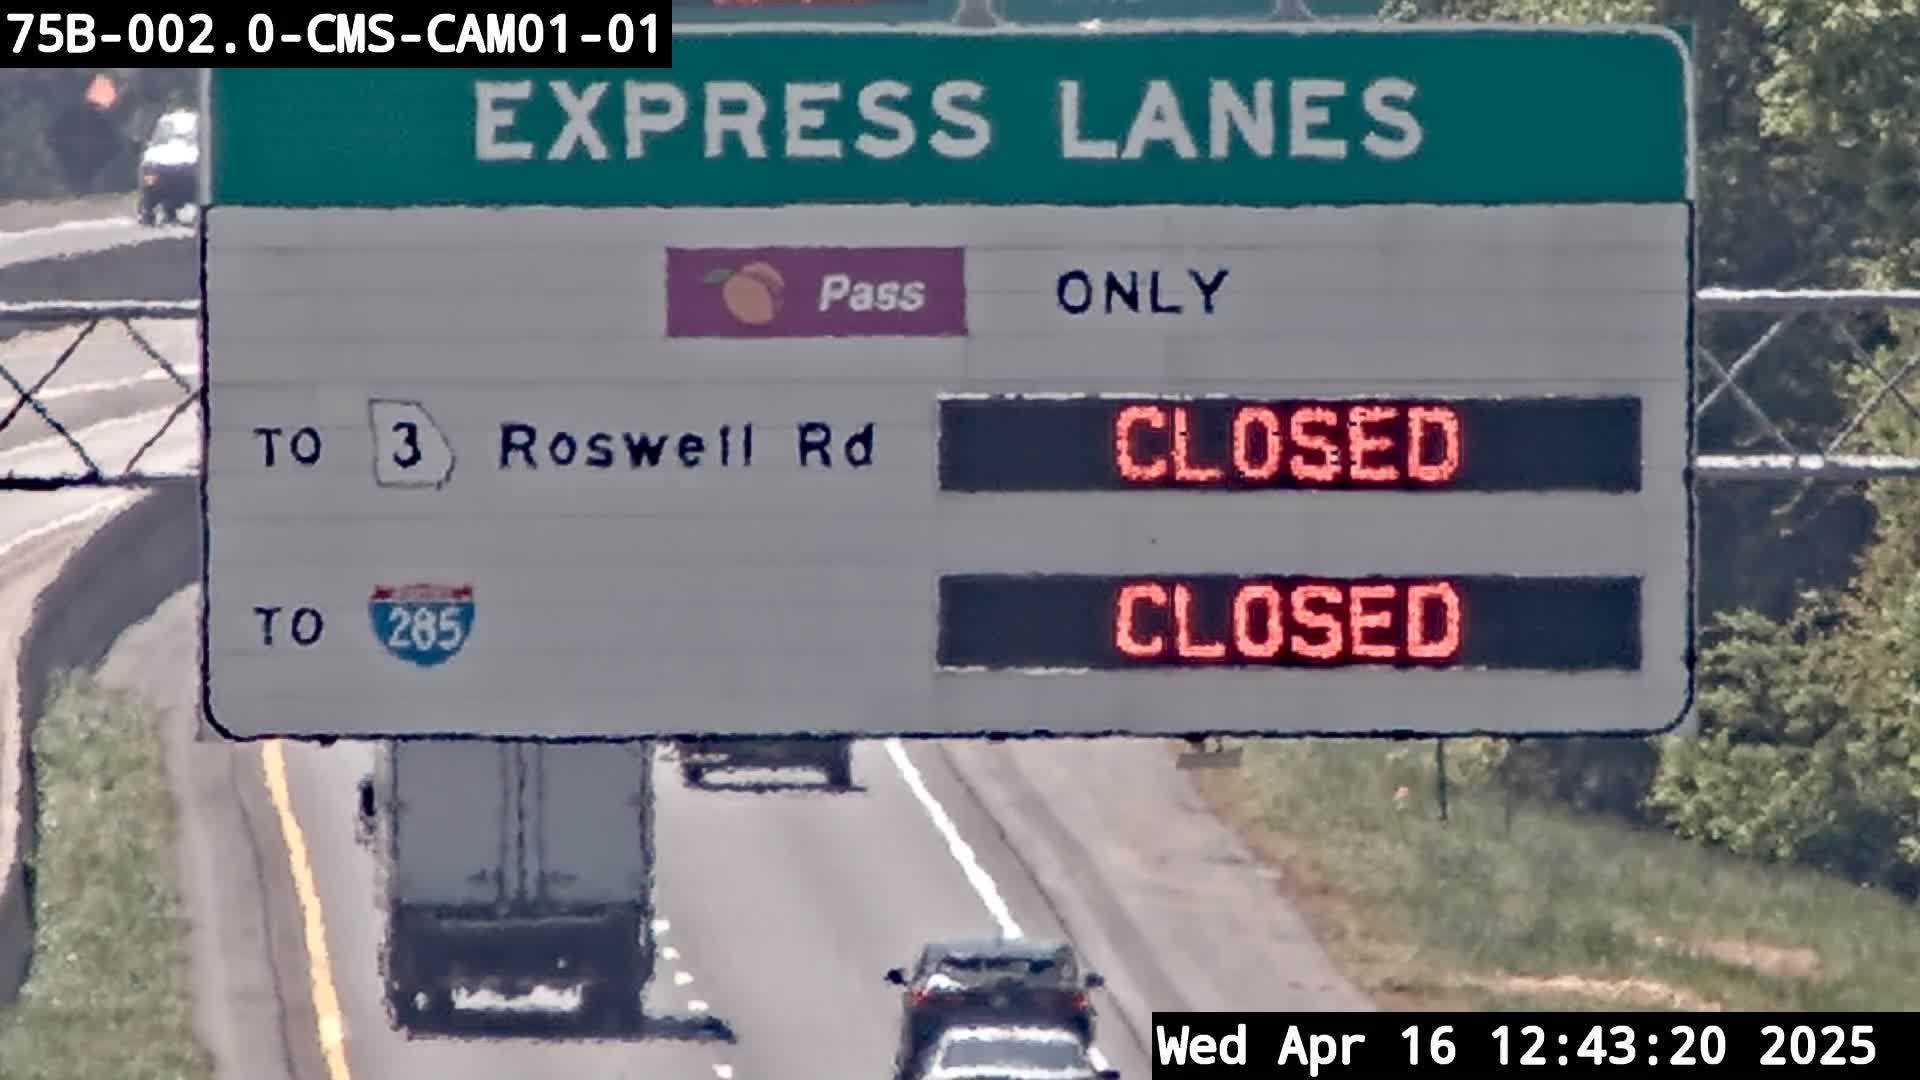 75B-002.0-CMS-CAM01-01
EXPRESS LANES
Pass ONLY
TO 3 Roswell Rd CLOSED
TO 285 CLOSED
Wed Apr 16 12:43:20 2025